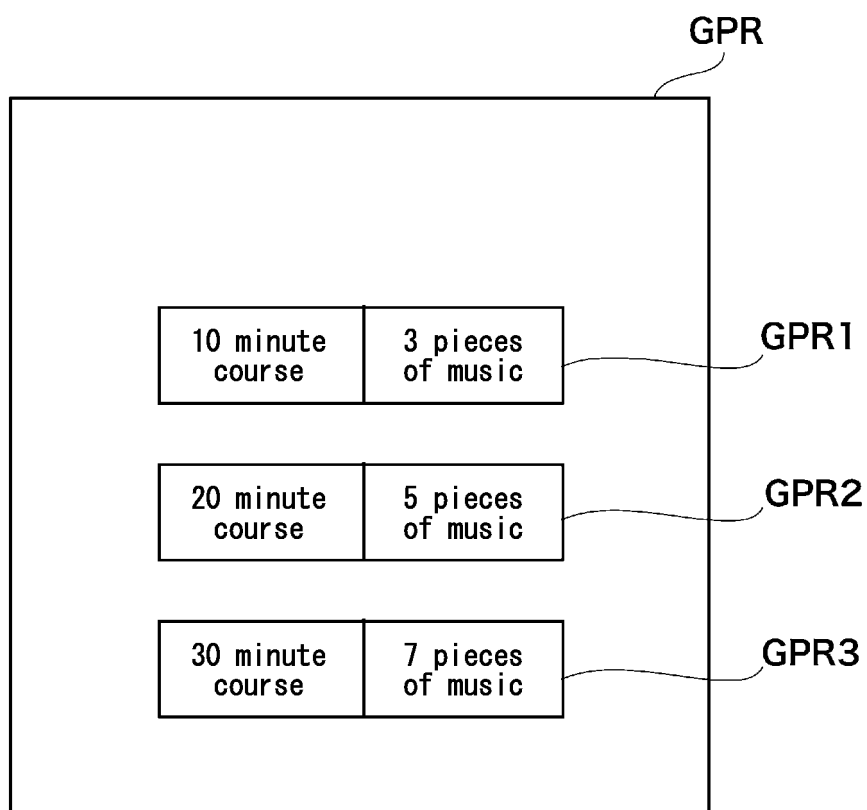 GPR
10 minute
course
3 pieces
of music
GPR1
20 minute
course
5 pieces
of music
GPR2
30 minute
course
7 pieces
of music
GPR3